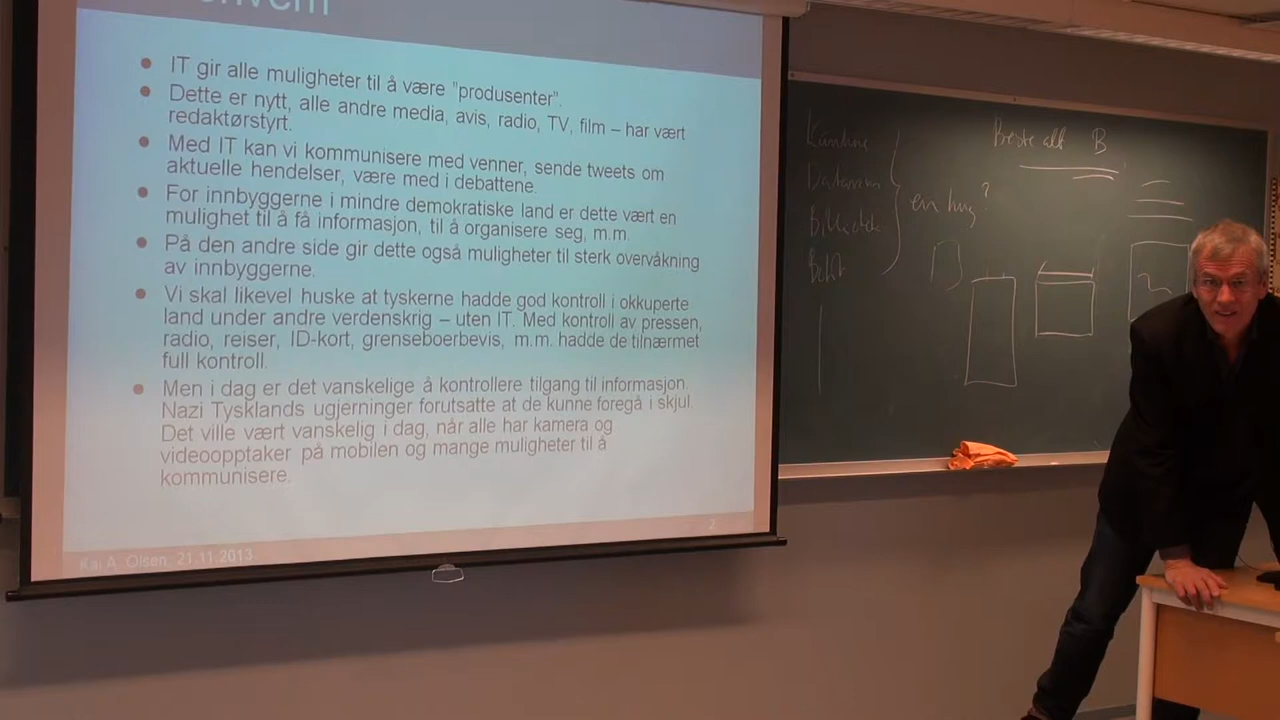 IT gir alle muligheter til å være "produsenter".
Dette er nytt, alle andre media, avis, radio, TV, film – har vært
redaktørstyrt.
Med IT kan vi kommunisere med venner, sende tweets om
aktuelle hendelser, være med i debattene.
For innbyggerne i mindre demokratiske land er dette vært en
mulighet til å få informasjon, til å organisere seg, m.m.
På den andre side gir dette også muligheter til sterk overvåkning
av innbyggerne.
Vi skal likevel huske at tyskerne hadde god kontroll i okkuperte
land under andre verdenskrig – uten IT. Med kontroll av pressen,
radio, reiser, ID-kort, grenseboerbevis, m.m. hadde de tilnærmet
full kontroll.
Men i dag er det vanskelige å kontrollere tilgang til informasjon.
Nazi Tysklands ugjerninger forutsatte at de kunne foregå i skjul.
Det ville vært vanskelig i dag, når alle har kamera og
videoopptaker på mobilen og mange muligheter til å
kommunisere.
Kai A. Olsen, 21.11.2013.
2
Beste alt B
en ?